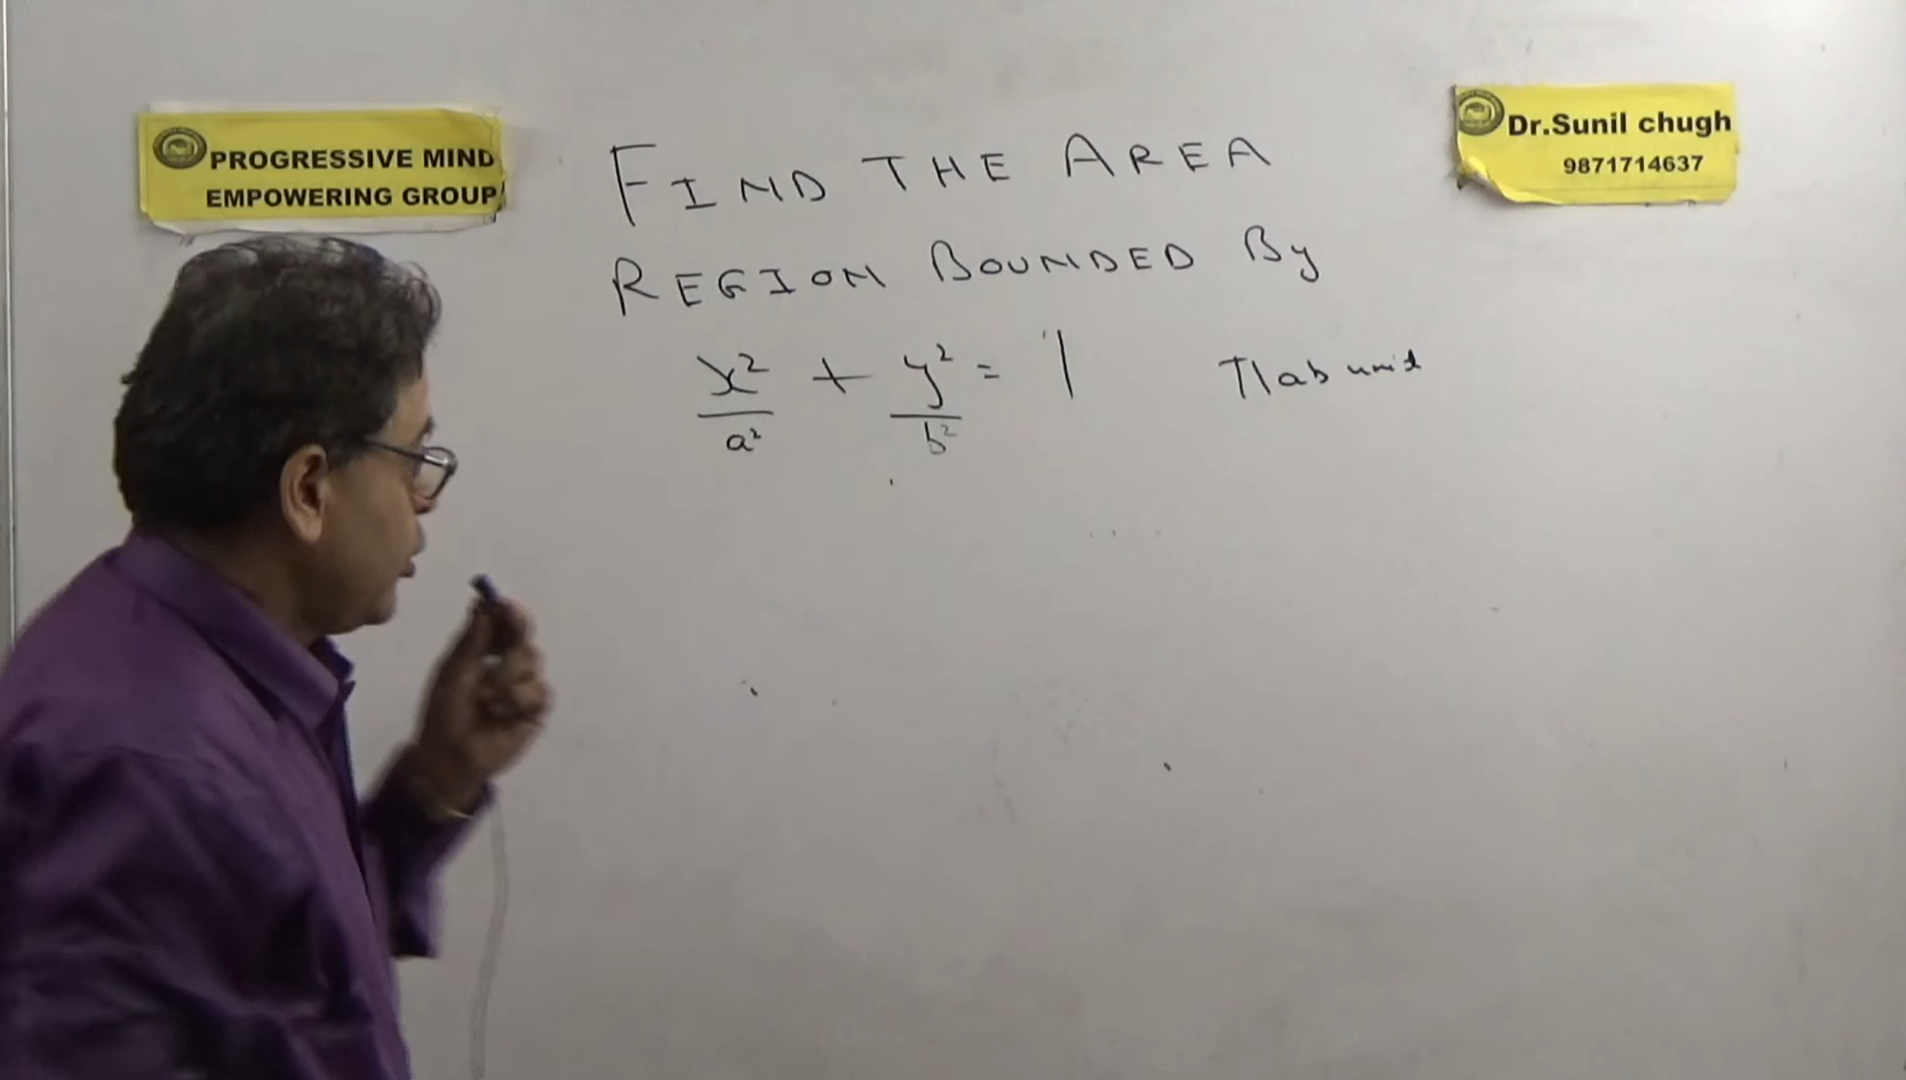 PROGRESSIVE MIND
EMPOWERING GROUP
Dr.Sunil chugh
9871714637
FIND THE AREA
REGION BOUNDED By
x²/a² + y²/b² = 1
πab unit